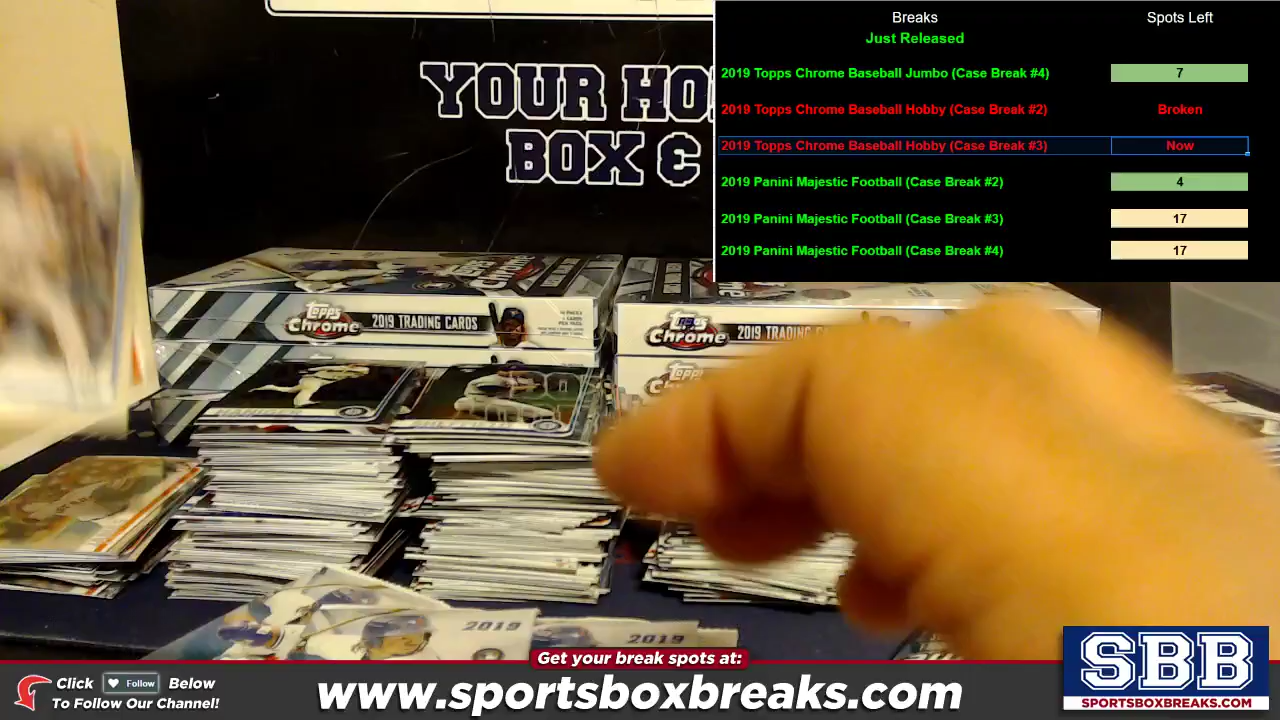 Breaks Spots Left
Just Released
2019 Topps Chrome Baseball Jumbo (Case Break #4) 7
2019 Topps Chrome Baseball Hobby (Case Break #2) Broken
2019 Topps Chrome Baseball Hobby (Case Break #3) Now
2019 Panini Majestic Football (Case Break #2) 4
2019 Panini Majestic Football (Case Break #3) 17
2019 Panini Majestic Football (Case Break #4) 17
YOUR HO
BOX &
Topps
Chrome 2019 TRADING CARDS
Topps
Chrome 2019 TRADING
Topps
Chrome
2019
2019
Get your break spots at:
Click Follow Below
To Follow Our Channel!
www.sportsboxbreaks.com
SBB
SPORTSBOXBREAKS.COM